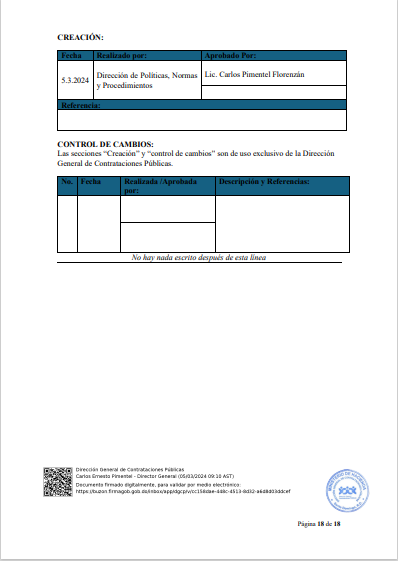 CREACIÓN:
Fecha Realizado por: Aprobado Por:
5.3.2024 Dirección de Políticas, Normas y Procedimientos Lic. Carlos Pimentel Florenzán
Referencia:
CONTROL DE CAMBIOS:
Las secciones “Creación” y “control de cambios” son de uso exclusivo de la Dirección
General de Contrataciones Públicas.
No. Fecha Realizada /Aprobada por: Descripción y Referencias:
No hay nada escrito después de esta línea
Dirección General de Contrataciones Públicas
Carlos Ernesto Pimentel - Director General (05/03/2024 09:10 AST)
Documento firmado digitalmente, para validar por medio electrónico:
Página 18 de 18